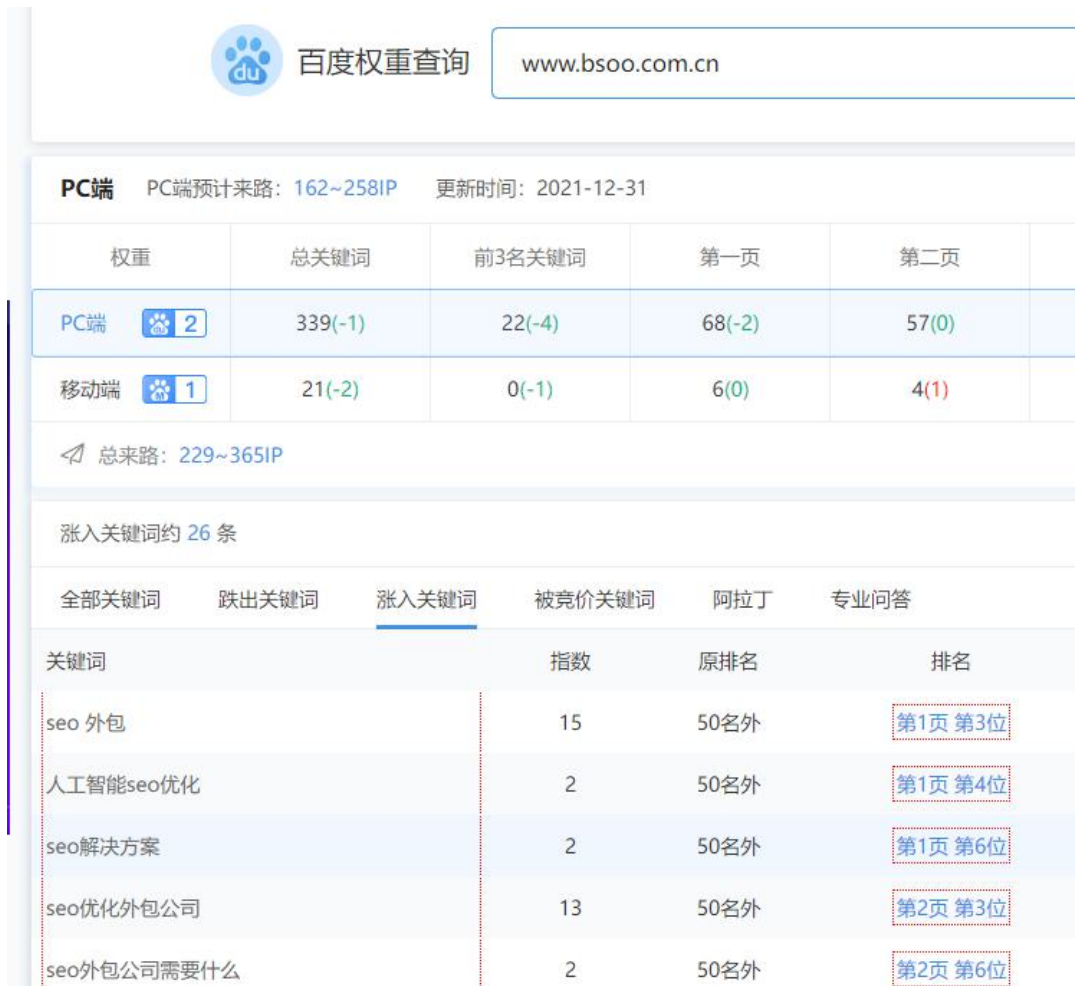 du 百度权重查询 www.bsoo.com.cn
PC端 PC端预计来路：162~258IP 更新时间：2021-12-31
权重 总关键词 前3名关键词 第一页 第二页
PC端 2 339(-1) 22(-4) 68(-2) 57(0)
移动端 M 1 21(-2) 0(-1) 6(0) 4(1)
总来路：229~365IP
涨入关键词约 26 条
全部关键词 跌出关键词 涨入关键词 被竞价关键词 阿拉丁 专业问答
关键词 指数 原排名 排名
seo 外包 15 50名外 第1页 第3位
人工智能seo优化 2 50名外 第1页 第4位
seo解决方案 2 50名外 第1页 第6位
seo优化外包公司 13 50名外 第2页 第3位
seo外包公司需要什么 2 50名外 第2页 第6位